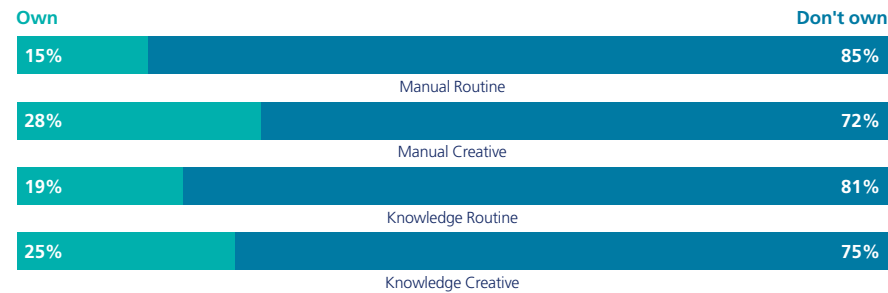 Own Don't own
15% 85%
Manual Routine
28% 72%
Manual Creative
19% 81%
Knowledge Routine
25% 75%
Knowledge Creative